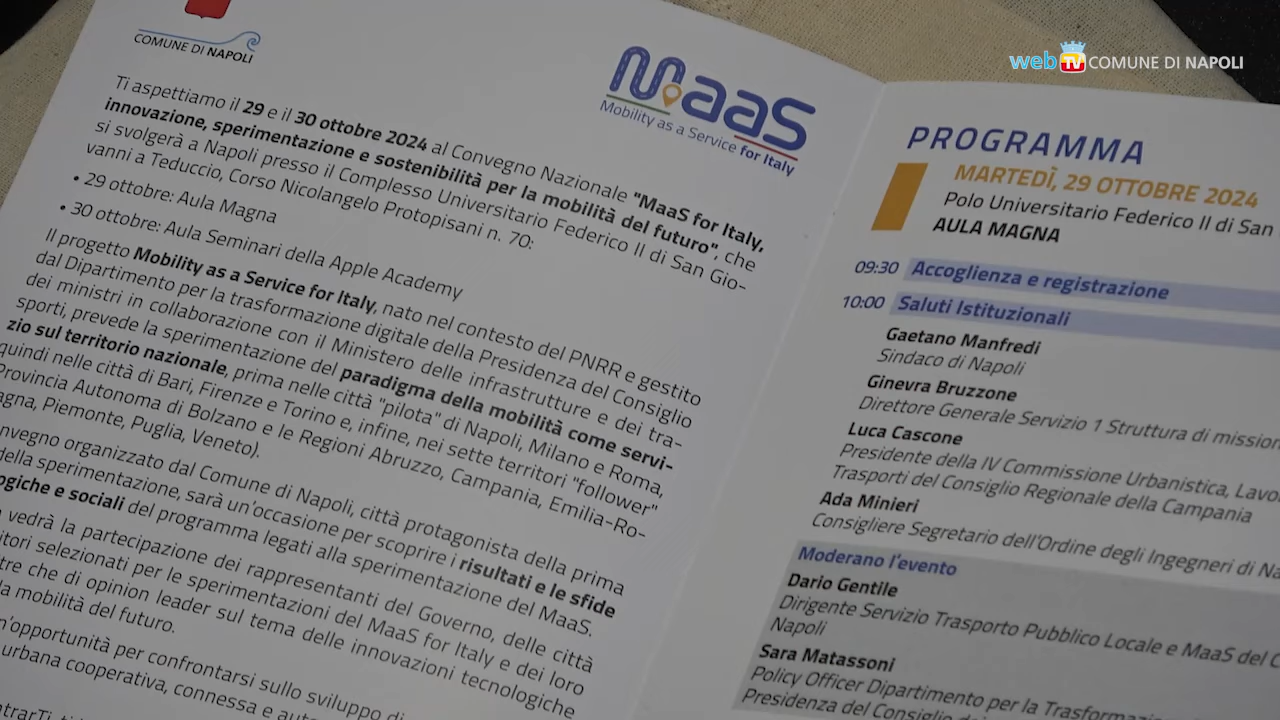 COMUNE DI NAPOLI
MaaS
Mobility as a Service for Italy
Ti aspettiamo il 29 e il 30 ottobre 2024 al Convegno Nazionale "MaaS for Italy,
innovazione, sperimentazione e sostenibilità per la mobilità del futuro", che
si svolgerà a Napoli presso il Complesso Universitario Federico II di San Gio-
vanni a Teduccio, Corso Nicolangelo Protopisani n. 70:
• 29 ottobre: Aula Magna
• 30 ottobre: Aula Seminari della Apple Academy
Il progetto Mobility as a Service for Italy, nato nel contesto del PNRR e gestito
dal Dipartimento per la trasformazione digitale della Presidenza del Consiglio
dei ministri in collaborazione con il Ministero delle infrastrutture e dei tra-
sporti, prevede la sperimentazione del paradigma della mobilità come servi-
zio sul territorio nazionale, prima nelle città "pilota" di Napoli, Milano e Roma,
quindi nelle città di Bari, Firenze e Torino e, infine, nei sette territori "follower"
Provincia Autonoma di Bolzano e le Regioni Abruzzo, Campania, Emilia-Ro-
agna, Piemonte, Puglia, Veneto).
nvegno organizzato dal Comune di Napoli, città protagonista della prima
della sperimentazione, sarà un'occasione per scoprire i risultati e le sfide
ogiche e sociali del programma legati alla sperimentazione del MaaS.
vedrà la partecipazione dei rappresentanti del Governo, delle città
itori selezionati per le sperimentazioni del MaaS for Italy e dei loro
tre che di opinion leader sul tema delle innovazioni tecnologiche
la mobilità del futuro.
n'opportunità per confrontarsi sullo sviluppo di
urbana cooperativa, connessa e auto
web TV COMUNE DI NAPOLI
PROGRAMMA
MARTEDÌ, 29 OTTOBRE 2024
Polo Universitario Federico II di San
AULA MAGNA
09:30 Accoglienza e registrazione
10:00 Saluti Istituzionali
Gaetano Manfredi
Sindaco di Napoli
Ginevra Bruzzone
Direttore Generale Servizio 1 Struttura di mission
Luca Cascone
Presidente della IV Commissione Urbanistica, Lavo
Trasporti del Consiglio Regionale della Campania
Ada Minieri
Consigliere Segretario dell'Ordine degli Ingegneri di Na
Moderano l'evento
Dario Gentile
Dirigente Servizio Trasporto Pubblico Locale e MaaS del C
Napoli
Sara Matassoni
Policy Officer Dipartimento per la Trasformaz
Presidenza del Consiglio